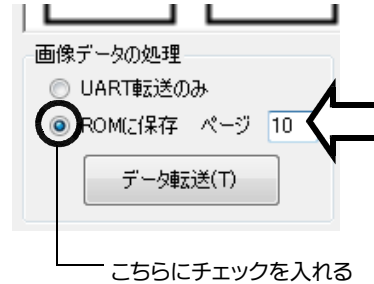 画像データの処理
UART転送のみ
ROMに保存 ページ 10
データ転送(T)
こちらにチェックを入れる